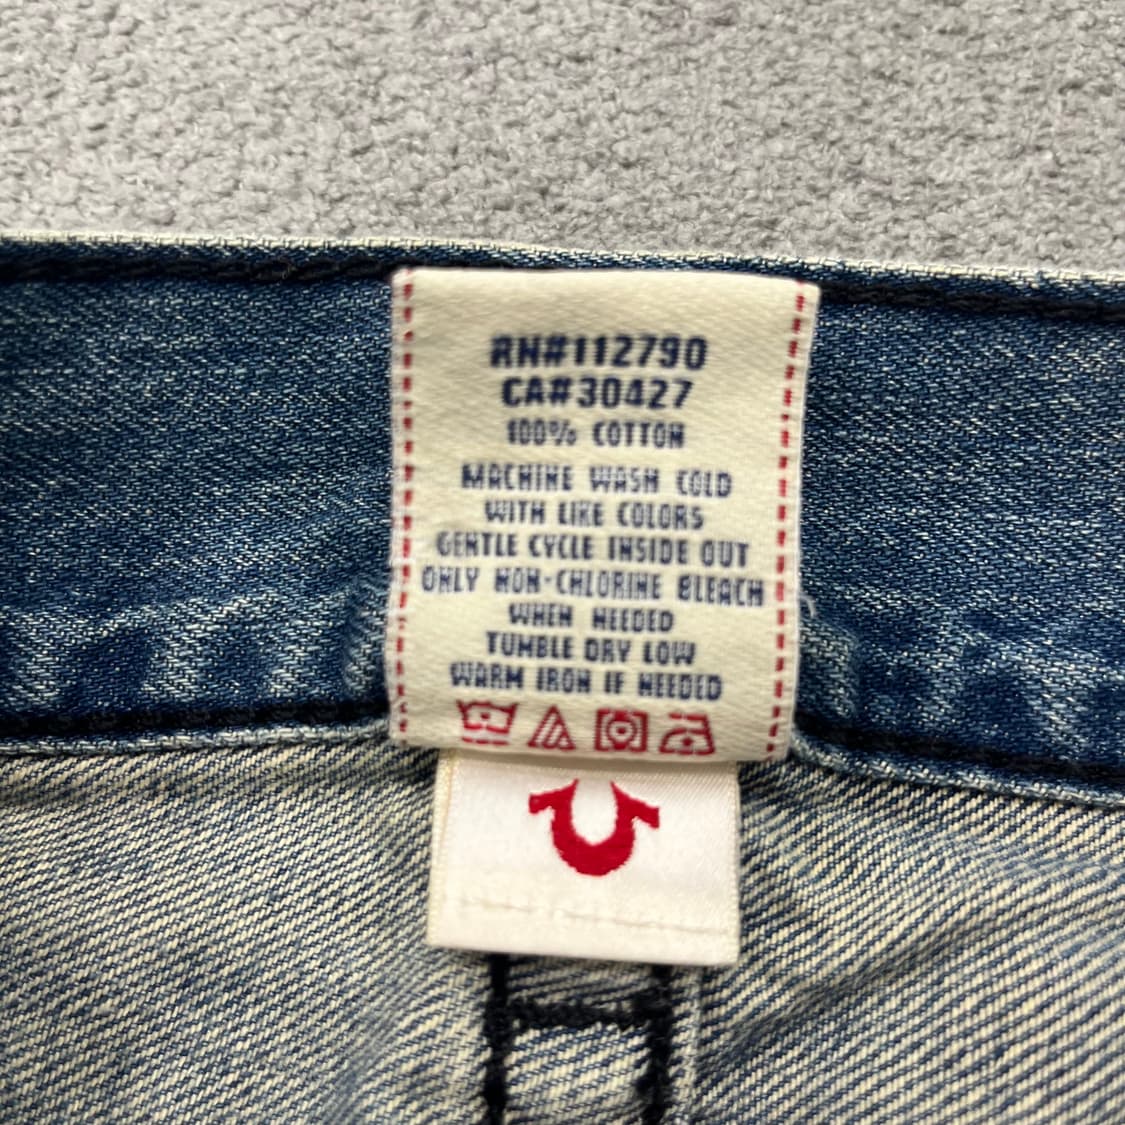 RN#112790
CA#30427
100% COTTON
MACHINE WASH COLD
WITH LIKE COLORS
GENTLE CYCLE INSIDE OUT
ONLY NON-CHLORINE BLEACH
WHEN NEEDED
TUMBLE DRY LOW
WARM IRON IF NEEDED